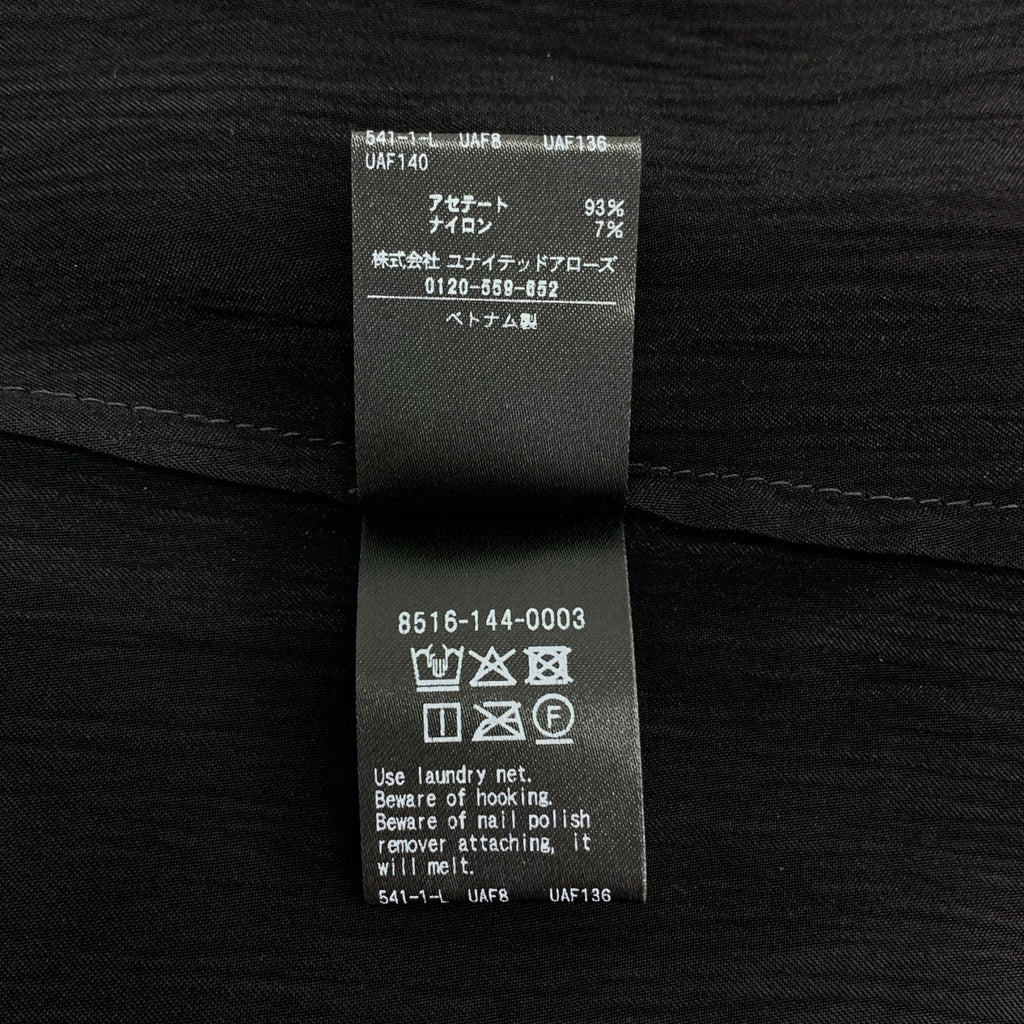 541-1-L UAF8 UAF136
UAF140
アセテート 93%
ナイロン 7%
株式会社 ユナイテッドアローズ
0120-559-652
ベトナム製
8516-144-0003
F
Use laundry net.
Beware of hooking.
Beware of nail polish
remover attaching, it
will melt.
541-1-L UAF8 UAF136